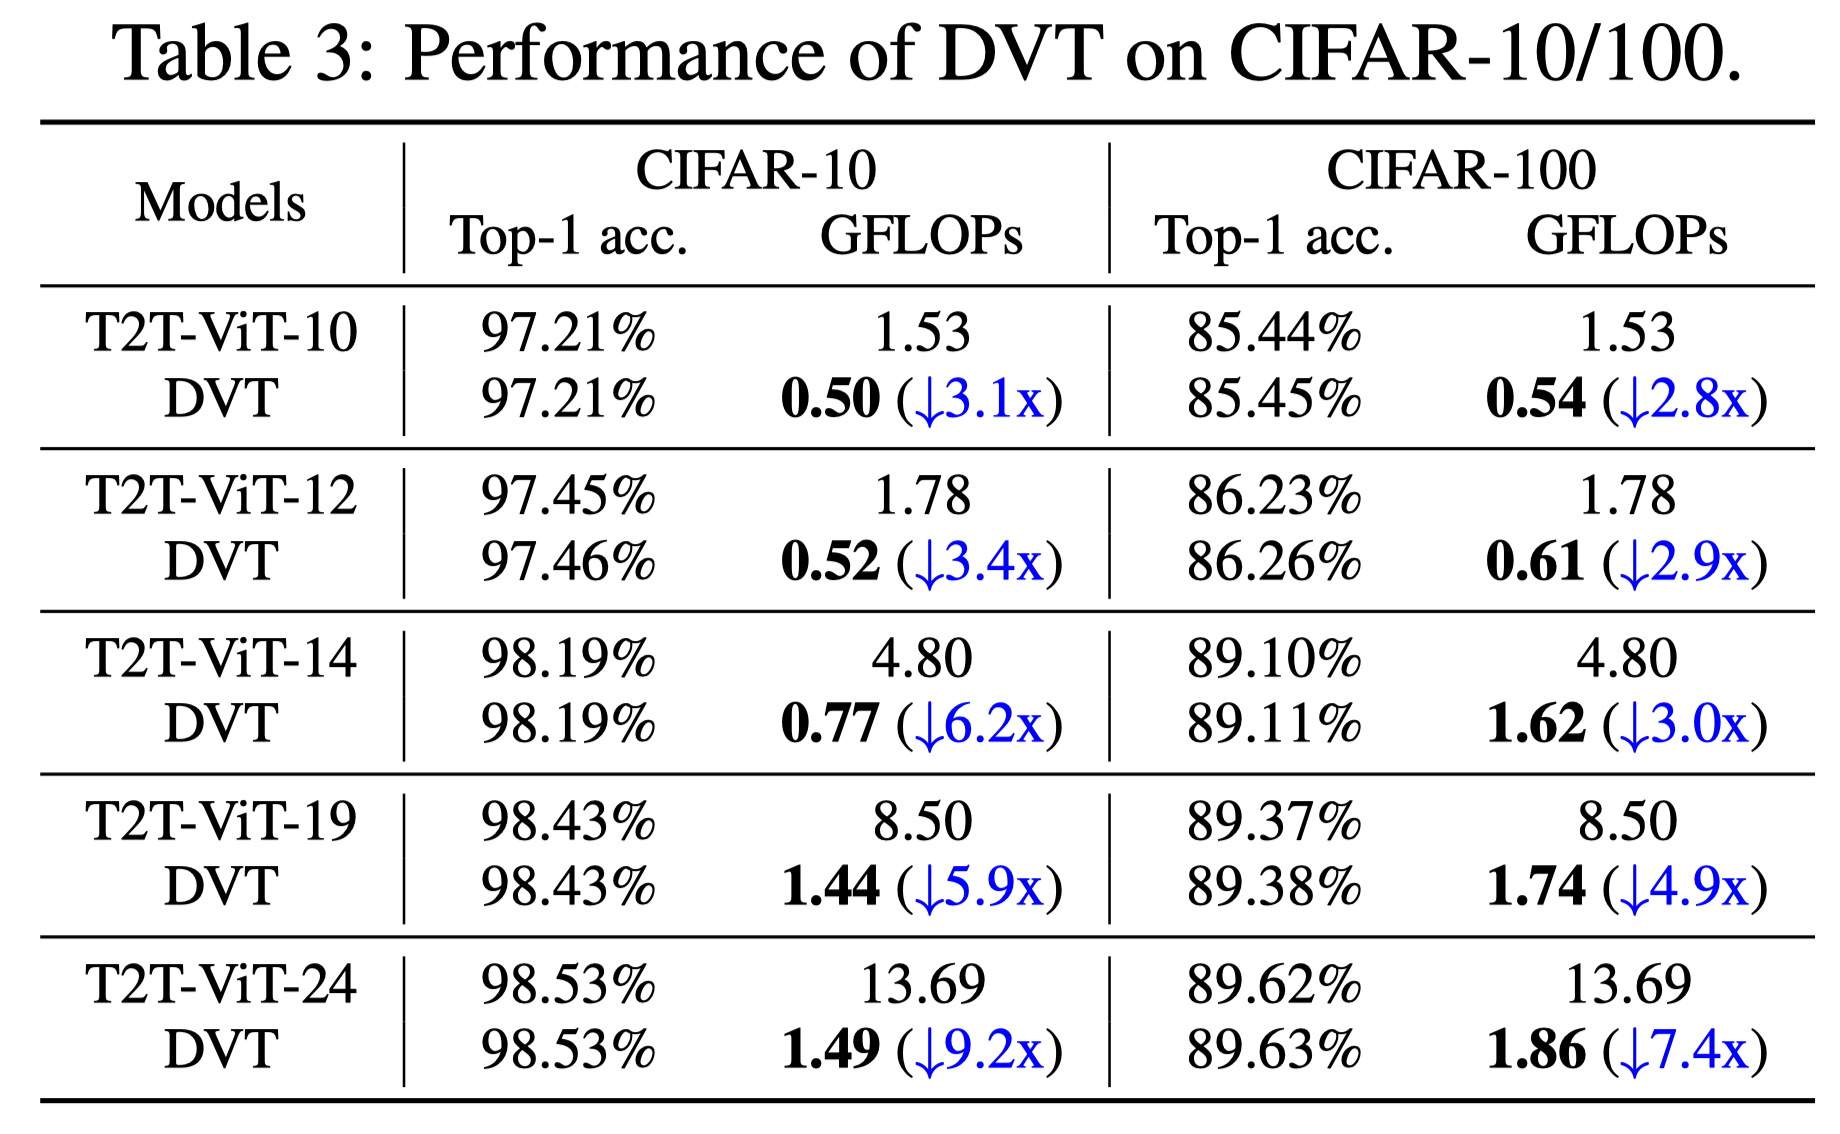 Table 3: Performance of DVT on CIFAR-10/100.
Models CIFAR-10 CIFAR-100
Top-1 acc. GFLOPs Top-1 acc. GFLOPs
T2T-ViT-10 97.21% 1.53 85.44% 1.53
DVT 97.21% 0.50 (↓3.1x) 85.45% 0.54 (↓2.8x)
T2T-ViT-12 97.45% 1.78 86.23% 1.78
DVT 97.46% 0.52 (↓3.4x) 86.26% 0.61 (↓2.9x)
T2T-ViT-14 98.19% 4.80 89.10% 4.80
DVT 98.19% 0.77 (↓6.2x) 89.11% 1.62 (↓3.0x)
T2T-ViT-19 98.43% 8.50 89.37% 8.50
DVT 98.43% 1.44 (↓5.9x) 89.38% 1.74 (↓4.9x)
T2T-ViT-24 98.53% 13.69 89.62% 13.69
DVT 98.53% 1.49 (↓9.2x) 89.63% 1.86 (↓7.4x)